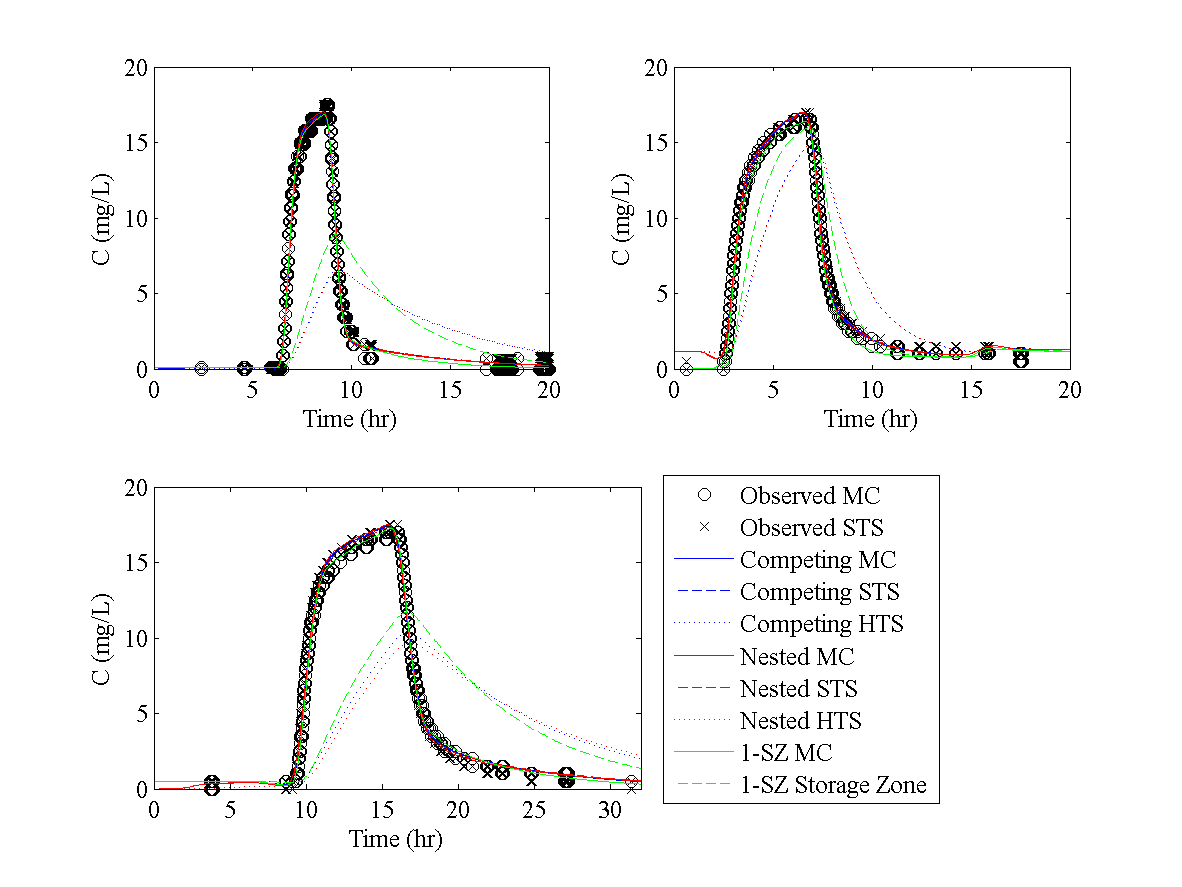 20
15
10
5
0
C (mg/L)
0 5 10 15 20
Time (hr)
20
15
10
5
0
C (mg/L)
0 5 10 15 20
Time (hr)
20
15
10
5
0
C (mg/L)
0 5 10 15 20 25 30
Time (hr)
Observed MC
Observed STS
Competing MC
Competing STS
Competing HTS
Nested MC
Nested STS
Nested HTS
1-SZ MC
1-SZ Storage Zone